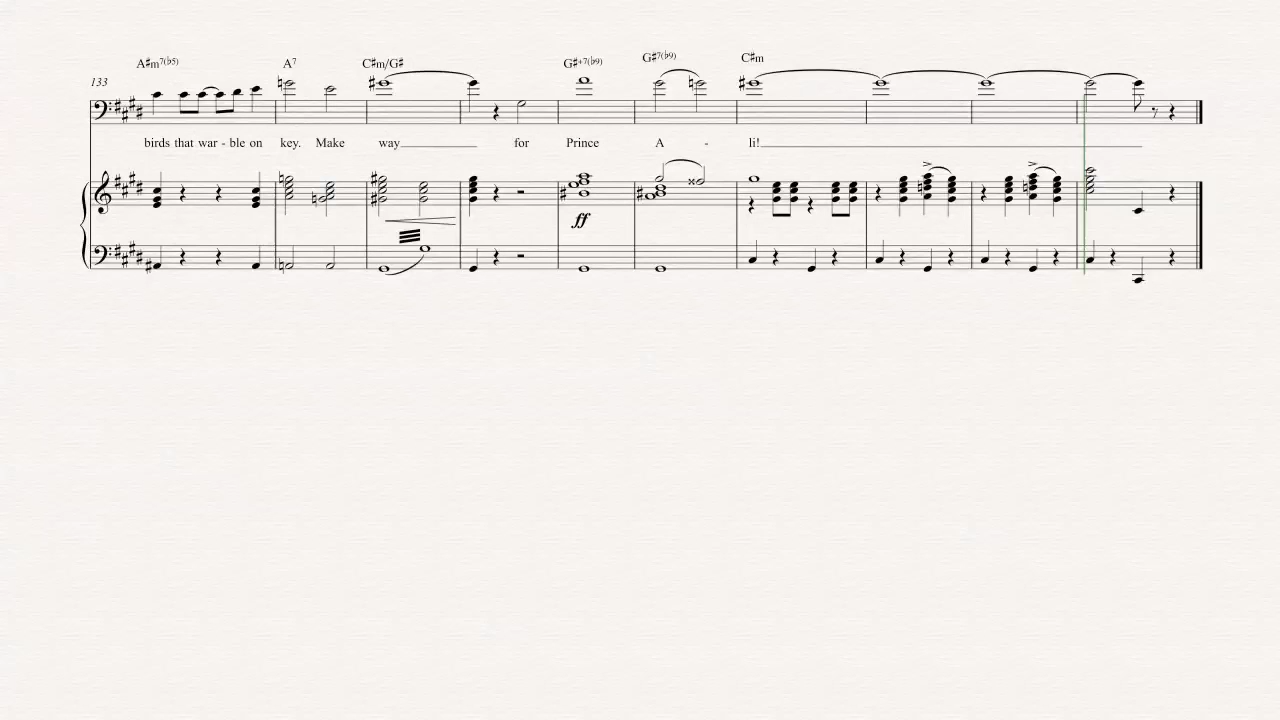 A♯m7(♭5) A7 C♯m/G♯ G♯+7(♭9) G♯7(♭9) C♯m
133
birds that war - ble on key. Make way for Prince A - li!
ff